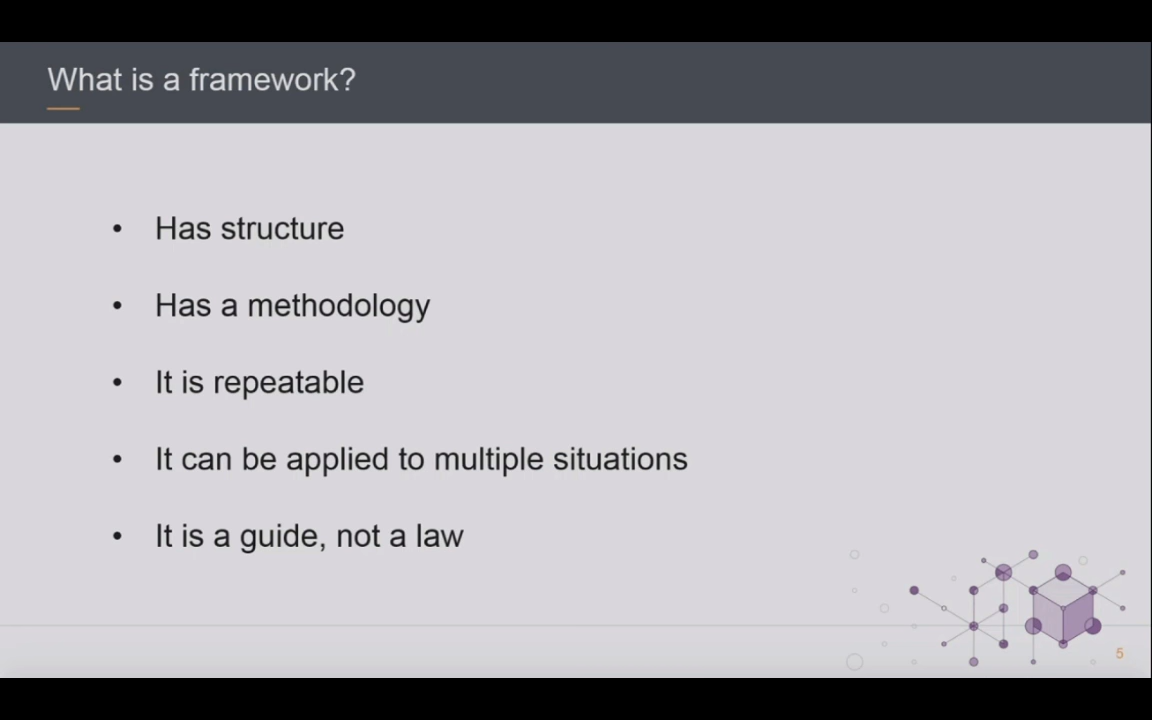 What is a framework?
• Has structure
• Has a methodology
• It is repeatable
• It can be applied to multiple situations
• It is a guide, not a law
5